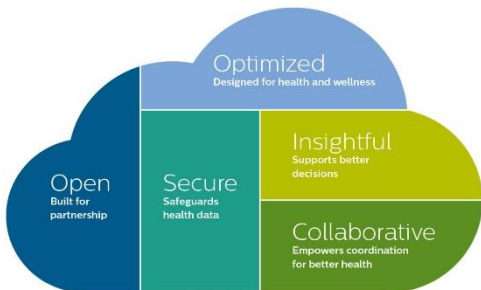 Optimized
Designed for health and wellness
Open
Built for
partnership
Secure
Safeguards
health data
Insightful
Supports better
decisions
Collaborative
Empowers coordination
for better health